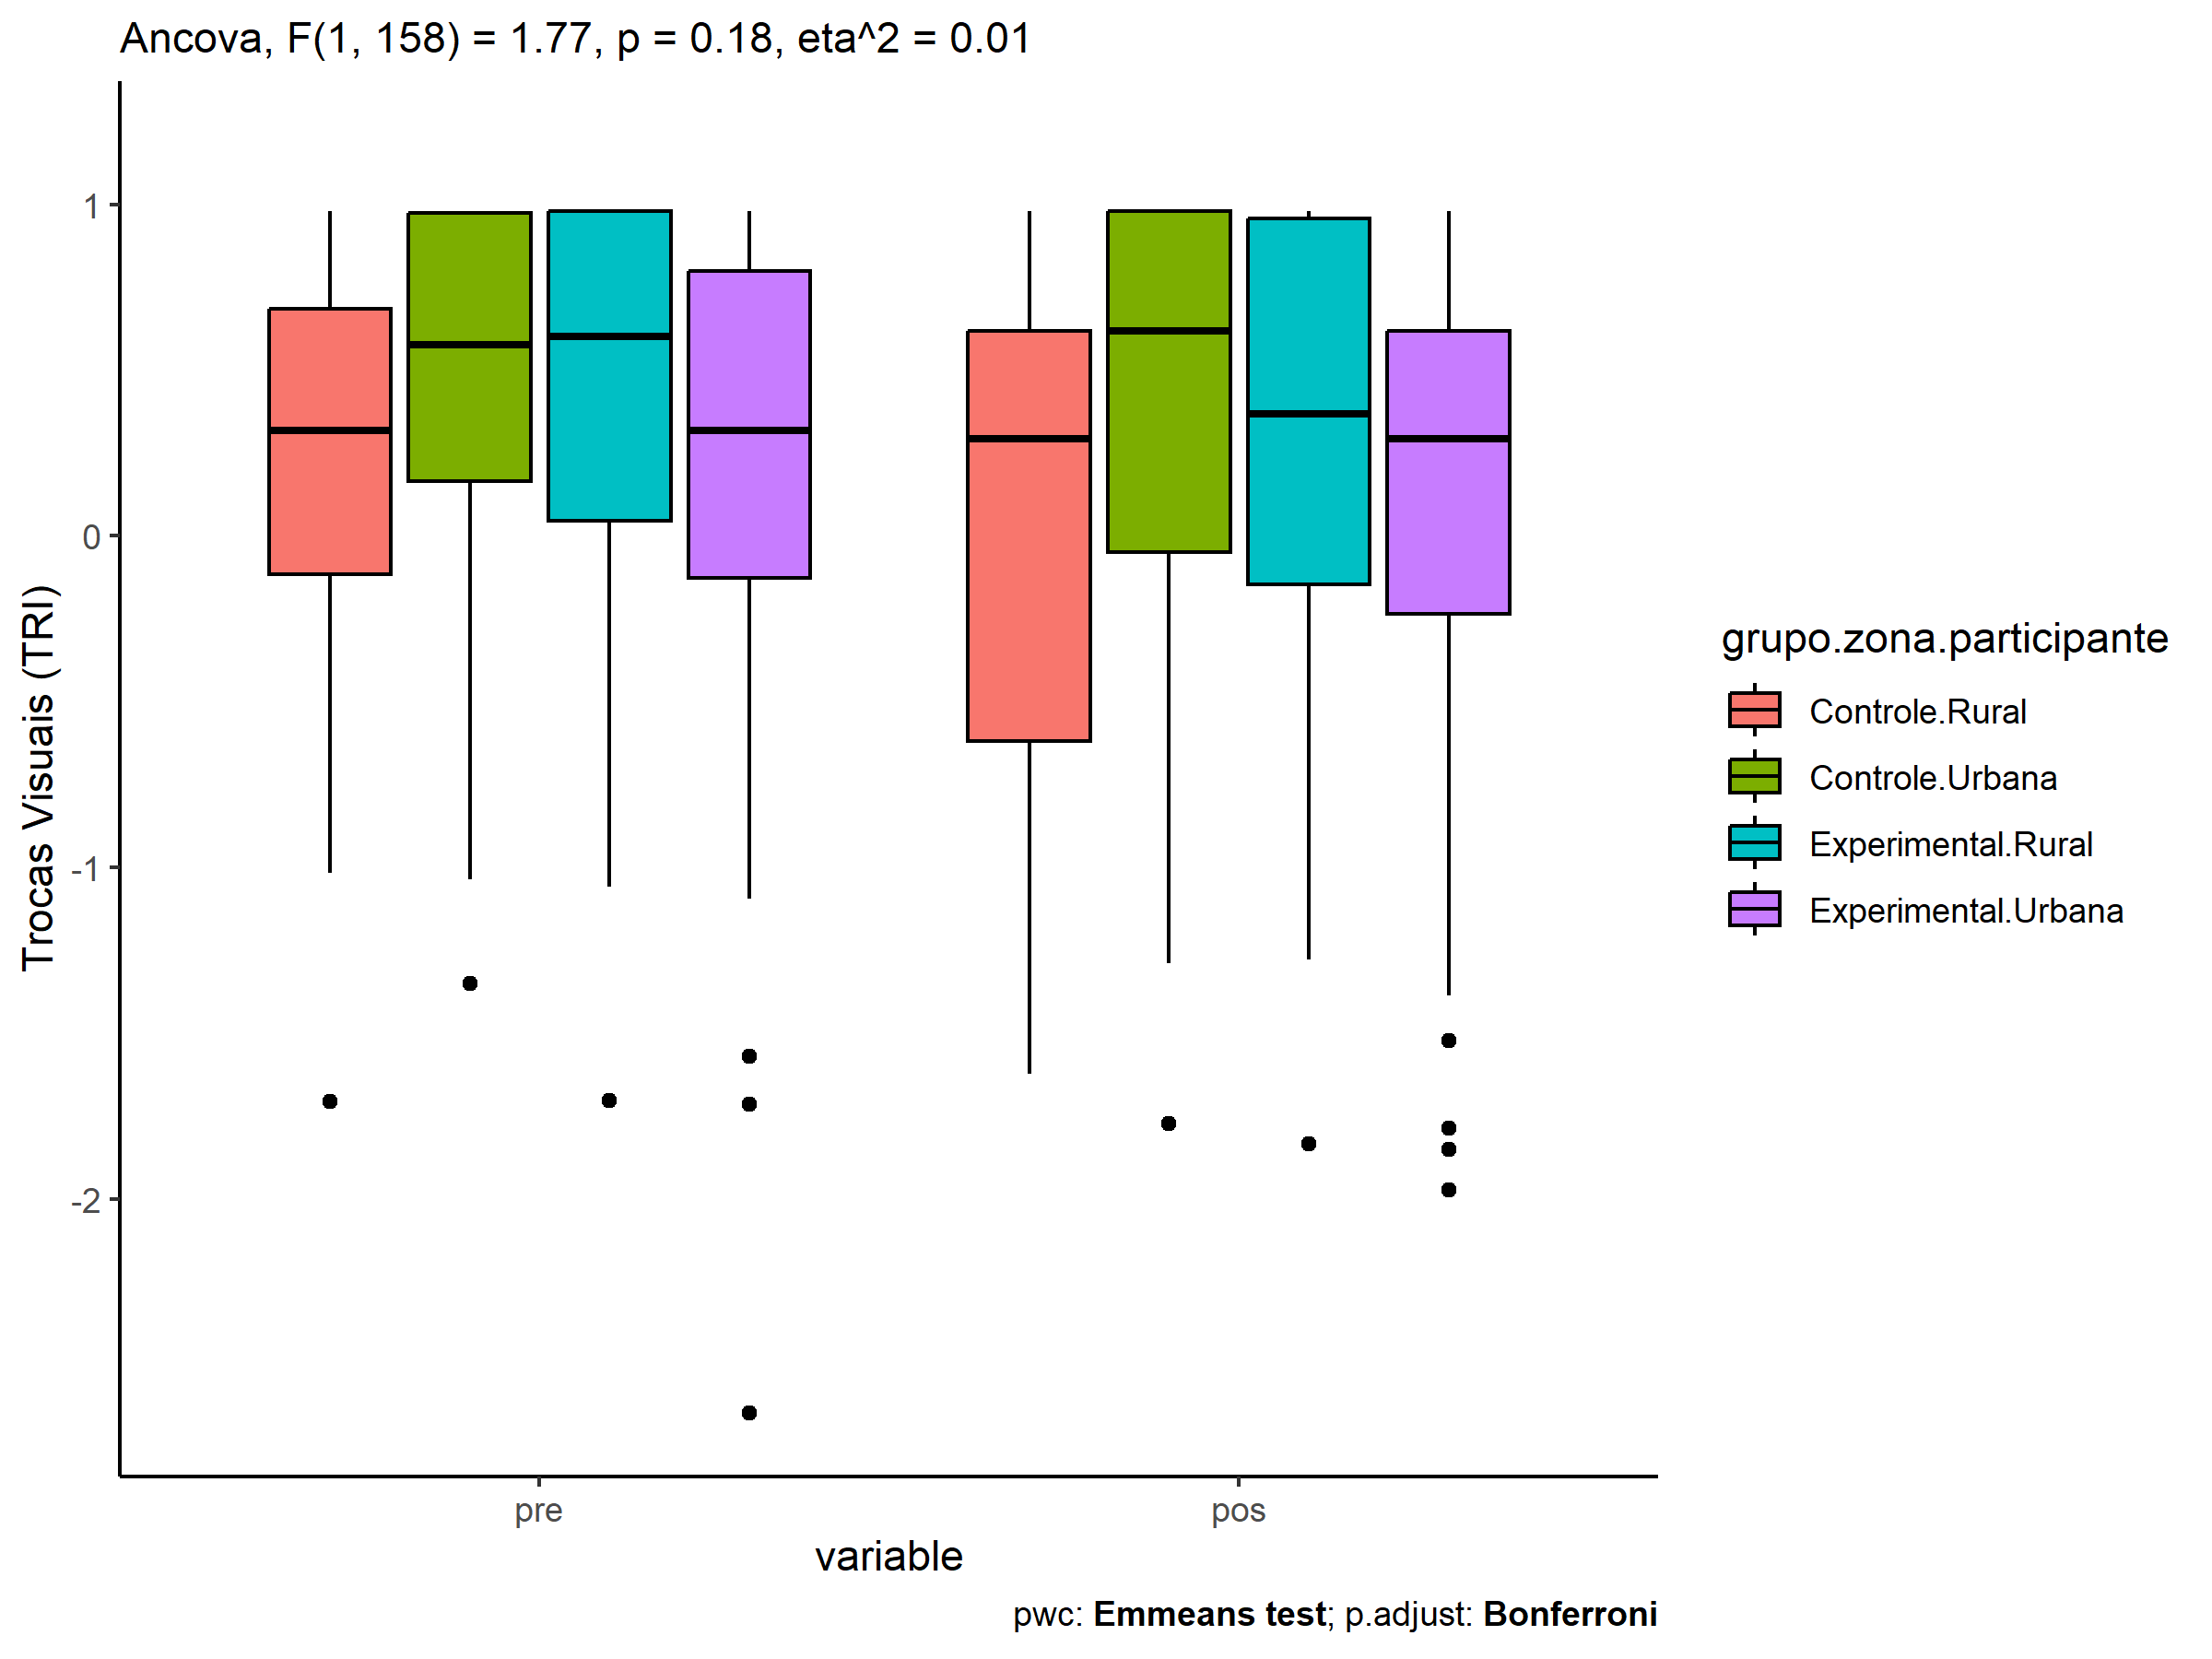 Ancova, F(1, 158) = 1.77, p = 0.18, eta^2 = 0.01
Trocas Visuais (TRI)
1
0
-1
-2
pre
pos
variable
grupo.zona.participante
Controle.Rural
Controle.Urbana
Experimental.Rural
Experimental.Urbana
pwc: Emmeans test; p.adjust: Bonferroni